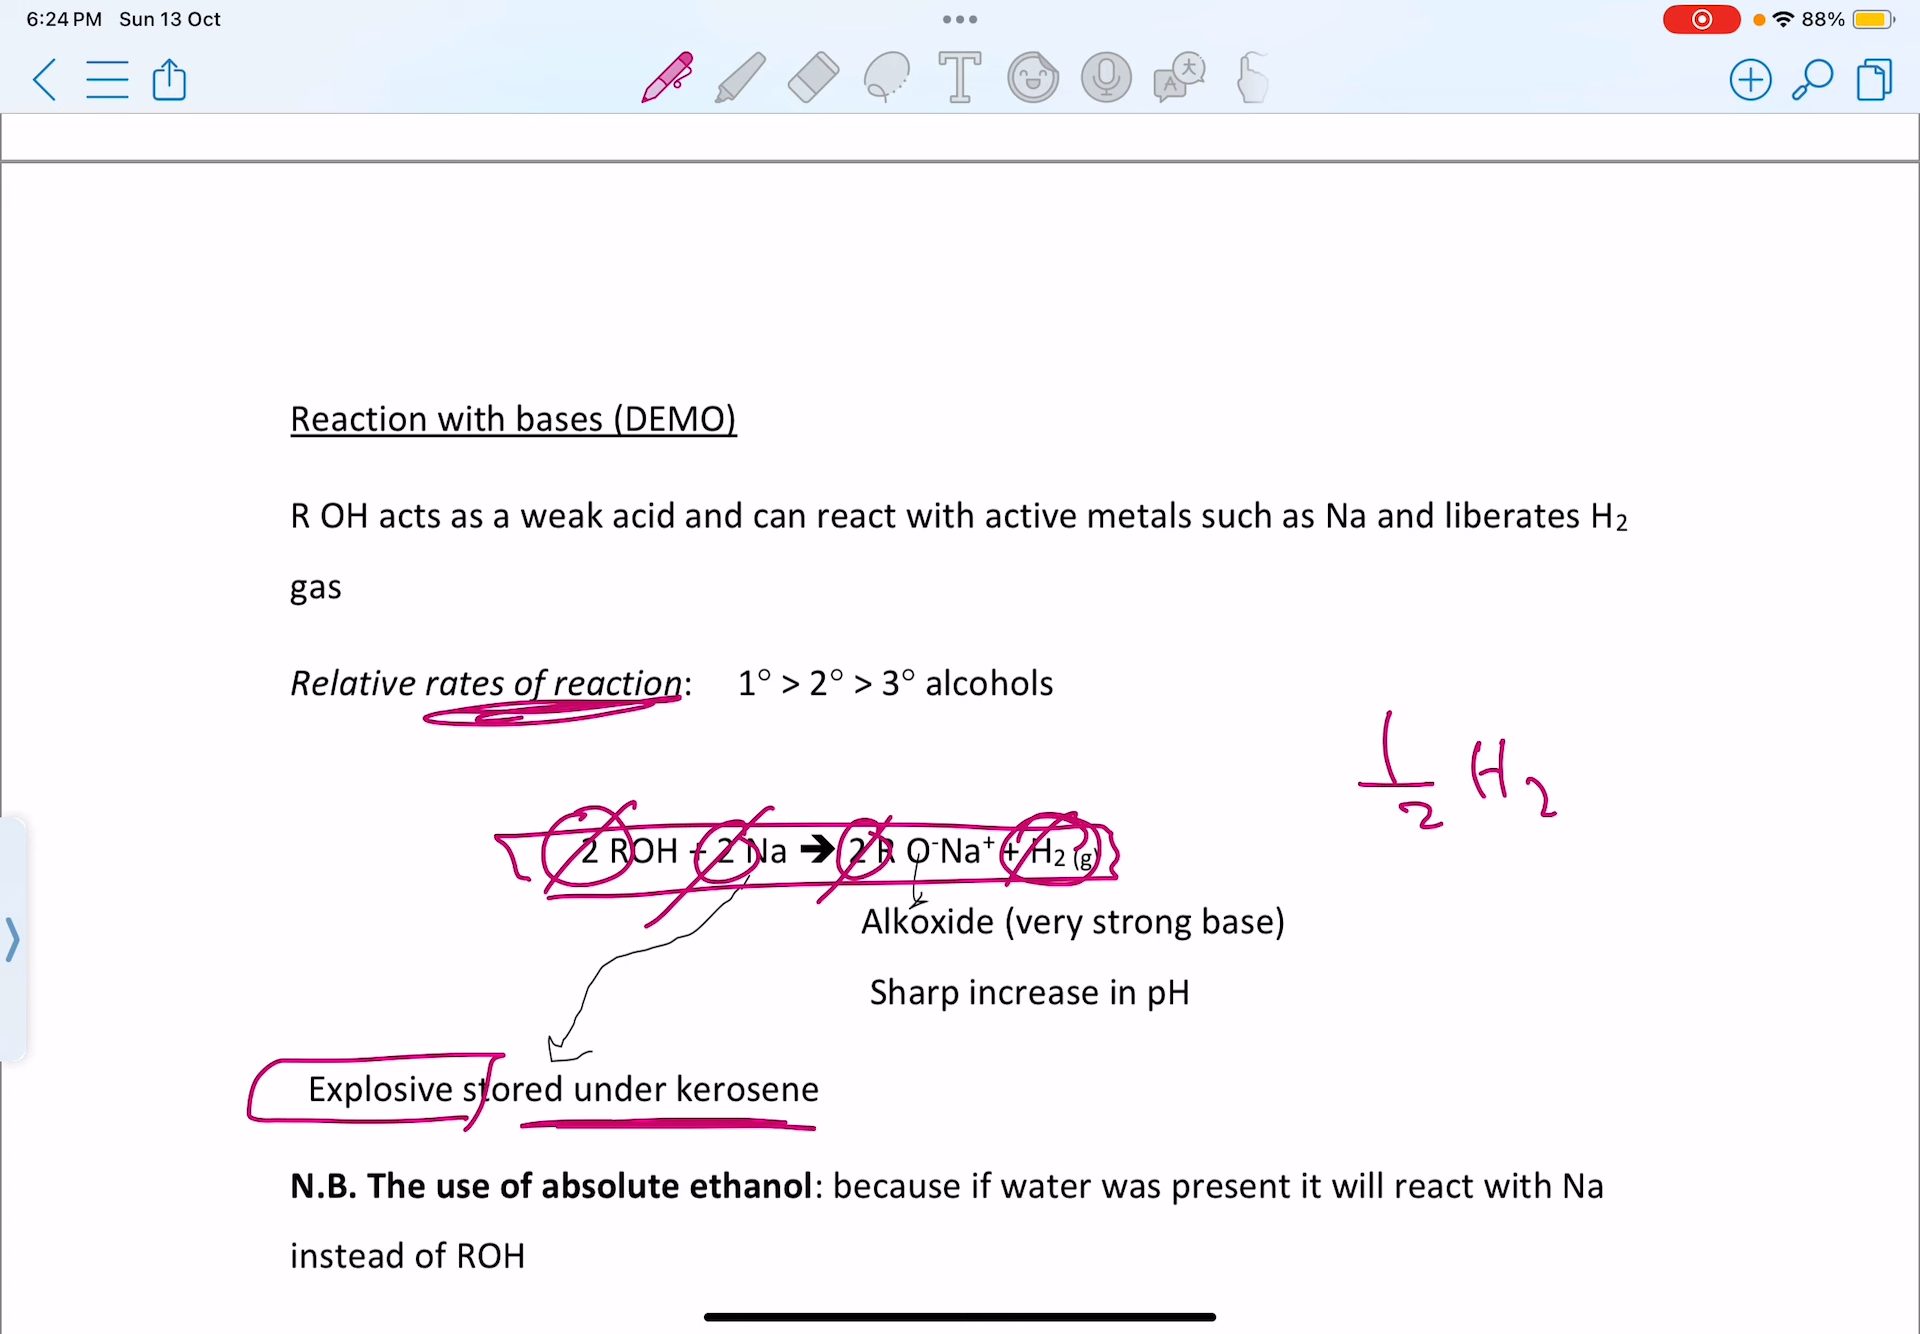 6:24 PM Sun 13 Oct 88%
Reaction with bases (DEMO)
R OH acts as a weak acid and can react with active metals such as Na and liberates H₂
gas
Relative rates of reaction: 1° > 2° > 3° alcohols
1/2 H₂
2 ROH + 2 Na ➔ 2 R O⁻Na⁺ + H₂ (g)
Alkoxide (very strong base)
Sharp increase in pH
Explosive stored under kerosene
N.B. The use of absolute ethanol: because if water was present it will react with Na
instead of ROH